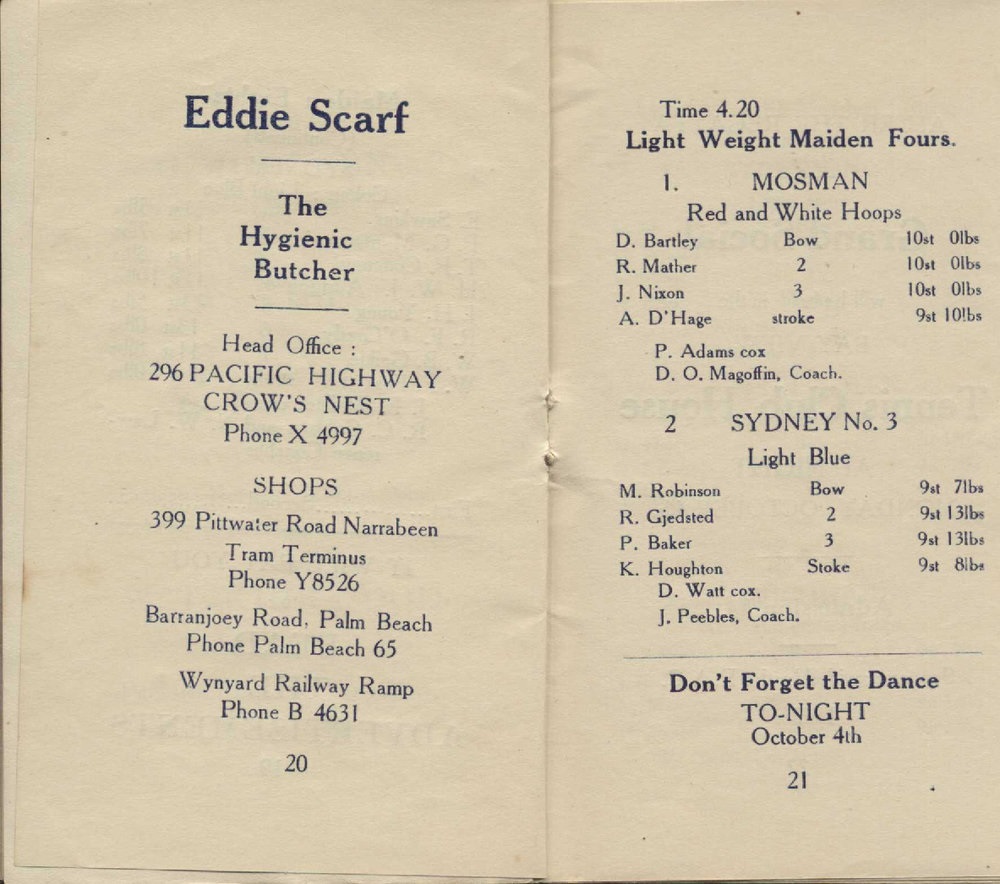 Eddie Scarf
The
Hygienic
Butcher
Head Office :
296 PACIFIC HIGHWAY
CROW'S NEST
Phone X 4997
SHOPS
399 Pittwater Road Narrabeen
Tram Terminus
Phone Y8526
Barranjoey Road, Palm Beach
Phone Palm Beach 65
Wynyard Railway Ramp
Phone B 4631
20
Time 4.20
Light Weight Maiden Fours.
1. MOSMAN
Red and White Hoops
D. Bartley Bow 10st 0lbs
R. Mather 2 10st 0lbs
J. Nixon 3 10st 0lbs
A. D'Hage stroke 9st 10lbs
P. Adams cox
D. O. Magoffin, Coach.
2 SYDNEY No. 3
Light Blue
M. Robinson Bow 9st 7lbs
R. Gjedsted 2 9st 13lbs
P. Baker 3 9st 13lbs
K. Houghton Stoke 9st 8lbs
D. Watt cox.
J. Peebles, Coach.
Don't Forget the Dance
TO-NIGHT
October 4th
21